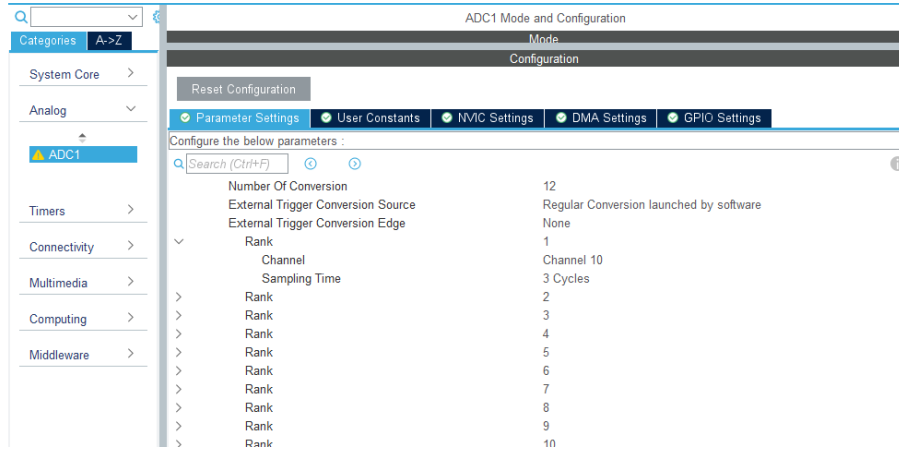 ADC1 Mode and Configuration
Categories A->Z
Mode
Configuration
System Core
Reset Configuration
Analog
Parameter Settings User Constants NVIC Settings DMA Settings GPIO Settings
Configure the below parameters :
ADC1
Search (Ctrl+F)
Number Of Conversion 12
External Trigger Conversion Source Regular Conversion launched by software
External Trigger Conversion Edge None
Rank 1
Channel Channel 10
Sampling Time 3 Cycles
Rank 2
Rank 3
Rank 4
Rank 5
Rank 6
Rank 7
Rank 8
Rank 9
Rank 10
Timers
Connectivity
Multimedia
Computing
Middleware